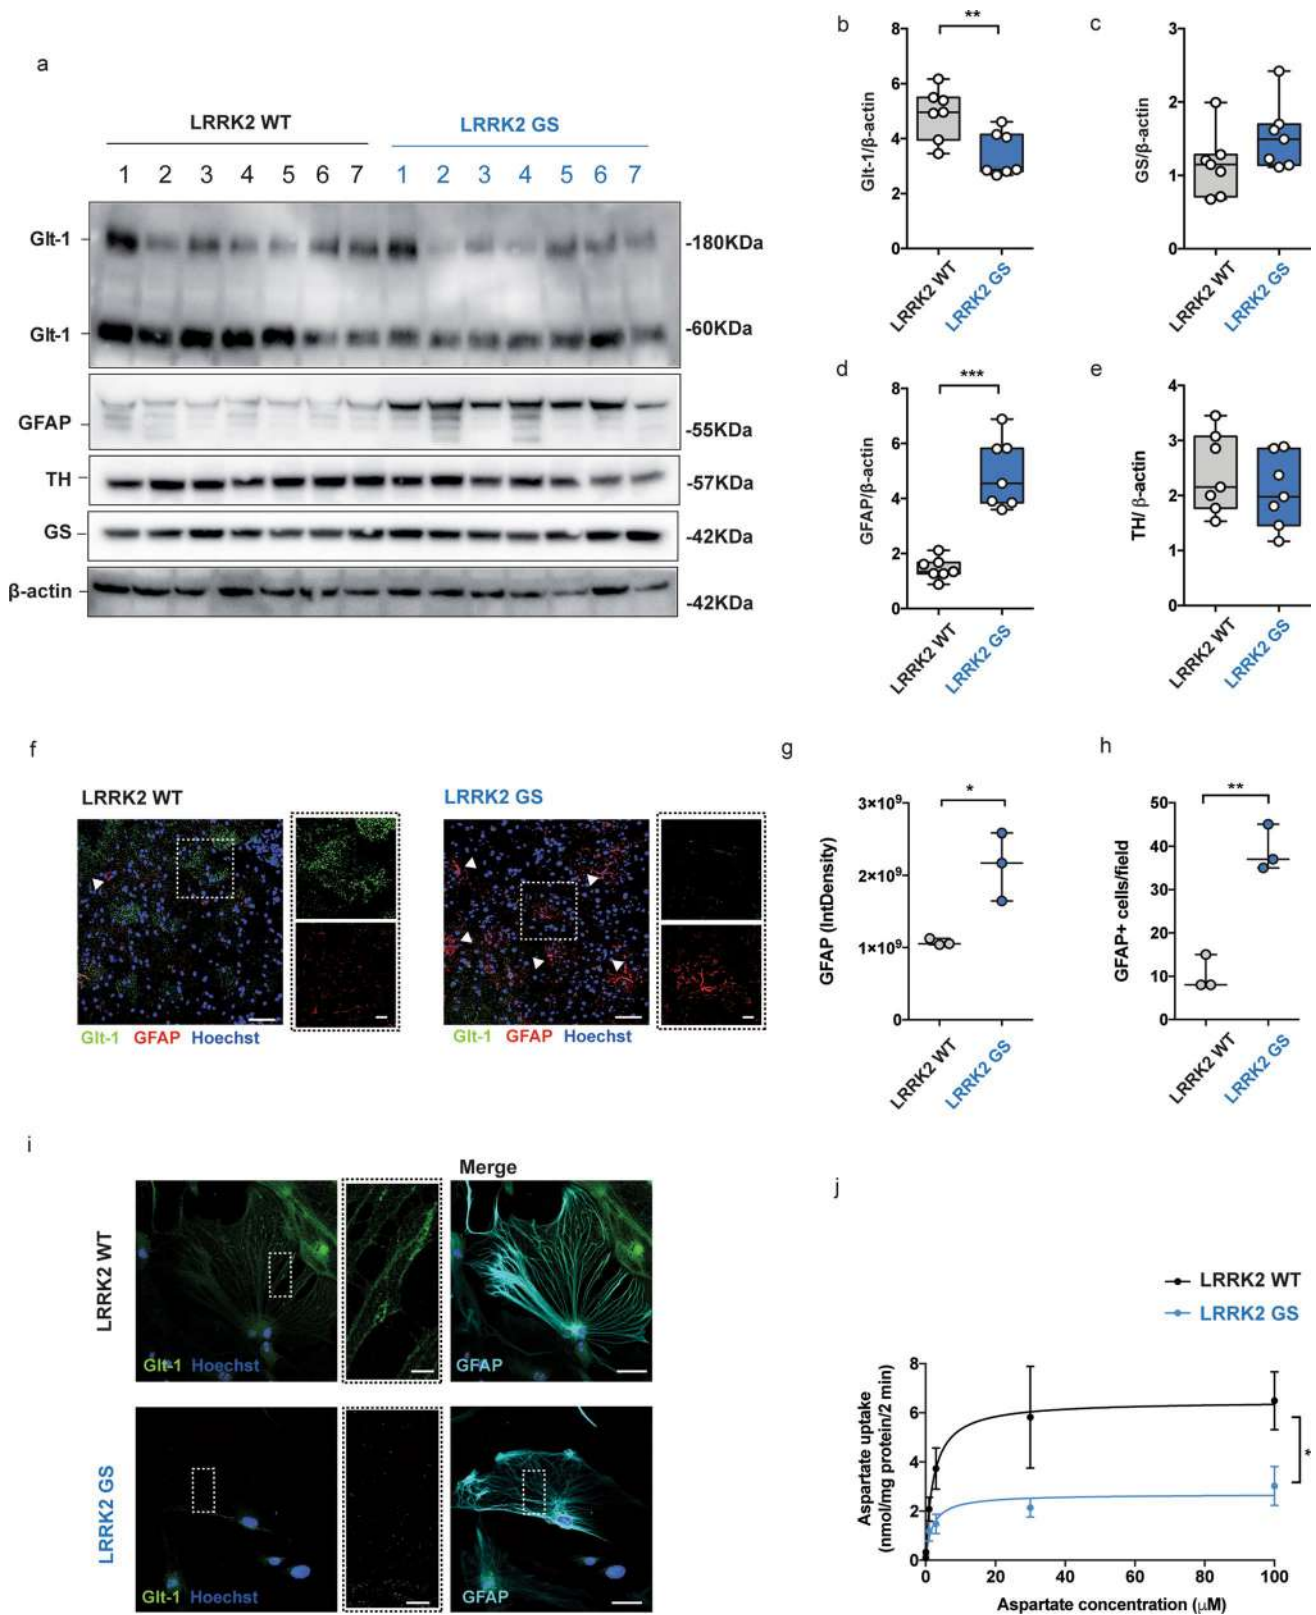 a
LRRK2 WT LRRK2 GS
1 2 3 4 5 6 7 1 2 3 4 5 6 7
Glt-1 -180KDa
Glt-1 -60KDa
GFAP -55KDa
TH -57KDa
GS -42KDa
β-actin -42KDa
b
**
Glt-1/β-actin
8
6
4
2
0
LRRK2 WT
LRRK2 GS
c
GS/β-actin
3
2
1
0
LRRK2 WT
LRRK2 GS
d
***
GFAP/β-actin
8
6
4
2
0
LRRK2 WT
LRRK2 GS
e
TH/ β-actin
4
3
2
1
0
LRRK2 WT
LRRK2 GS
f
LRRK2 WT
Glt-1 GFAP Hoechst
LRRK2 GS
Glt-1 GFAP Hoechst
g
*
GFAP (IntDensity)
3×10⁹
2×10⁹
1×10⁹
0
LRRK2 WT
LRRK2 GS
h
**
GFAP+ cells/field
50
40
30
20
10
0
LRRK2 WT
LRRK2 GS
i
Merge
LRRK2 WT
Glt-1 Hoechst
GFAP
LRRK2 GS
Glt-1 Hoechst
GFAP
j
LRRK2 WT
LRRK2 GS
Aspartate uptake
(nmol/mg protein/2 min)
8
6
4
2
0
*
0 20 40 60 80 100
Aspartate concentration (μM)